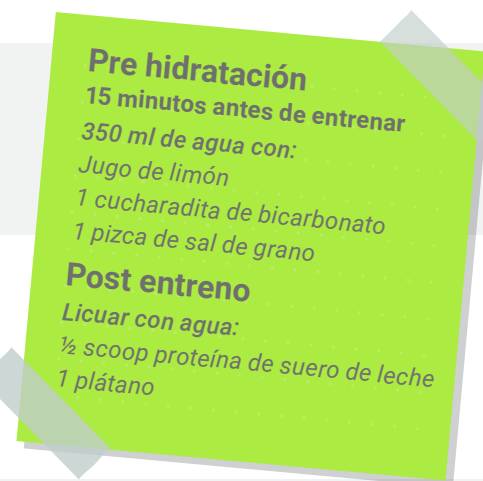 Pre hidratación
15 minutos antes de entrenar
350 ml de agua con:
Jugo de limón
1 cucharadita de bicarbonato
1 pizca de sal de grano
Post entreno
Licuar con agua:
½ scoop proteína de suero de leche
1 plátano